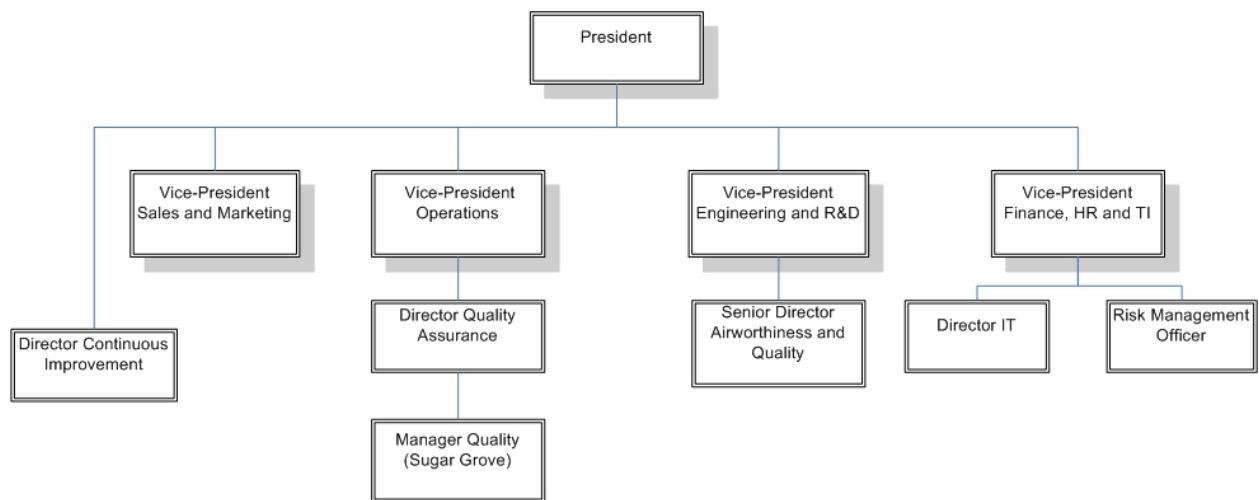 President
Vice-President
Sales and Marketing
Vice-President
Operations
Vice-President
Engineering and R&D
Vice-President
Finance, HR and TI
Director Continuous
Improvement
Director Quality
Assurance
Senior Director
Airworthiness and
Quality
Director IT
Risk Management
Officer
Manager Quality
(Sugar Grove)